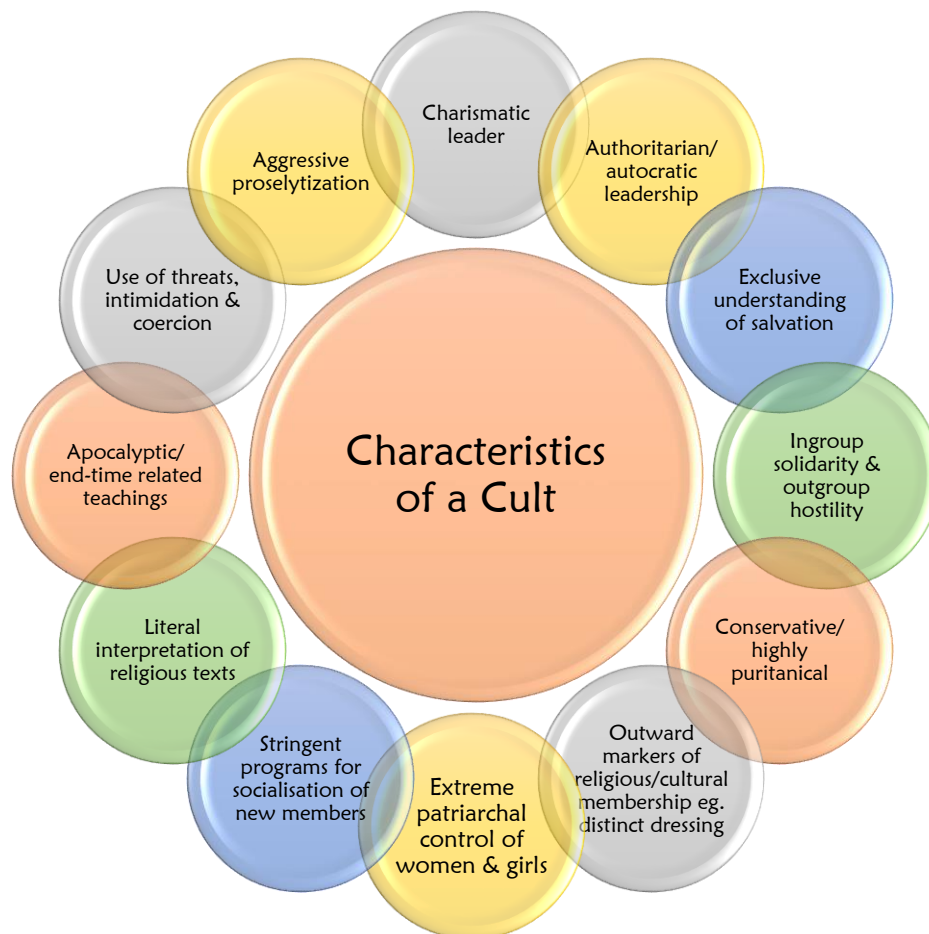 Characteristics
of a Cult
Charismatic
leader
Authoritarian/
autocratic
leadership
Exclusive
understanding
of salvation
Ingroup
solidarity &
outgroup
hostility
Conservative/
highly
puritanical
Outward
markers of
religious/cultural
membership eg.
distinct dressing
Extreme
patriarchal
control of
women & girls
Stringent
programs for
socialisation of
new members
Literal
interpretation of
religious texts
Apocalyptic/
end-time related
teachings
Use of threats,
intimidation &
coercion
Aggressive
proselytization